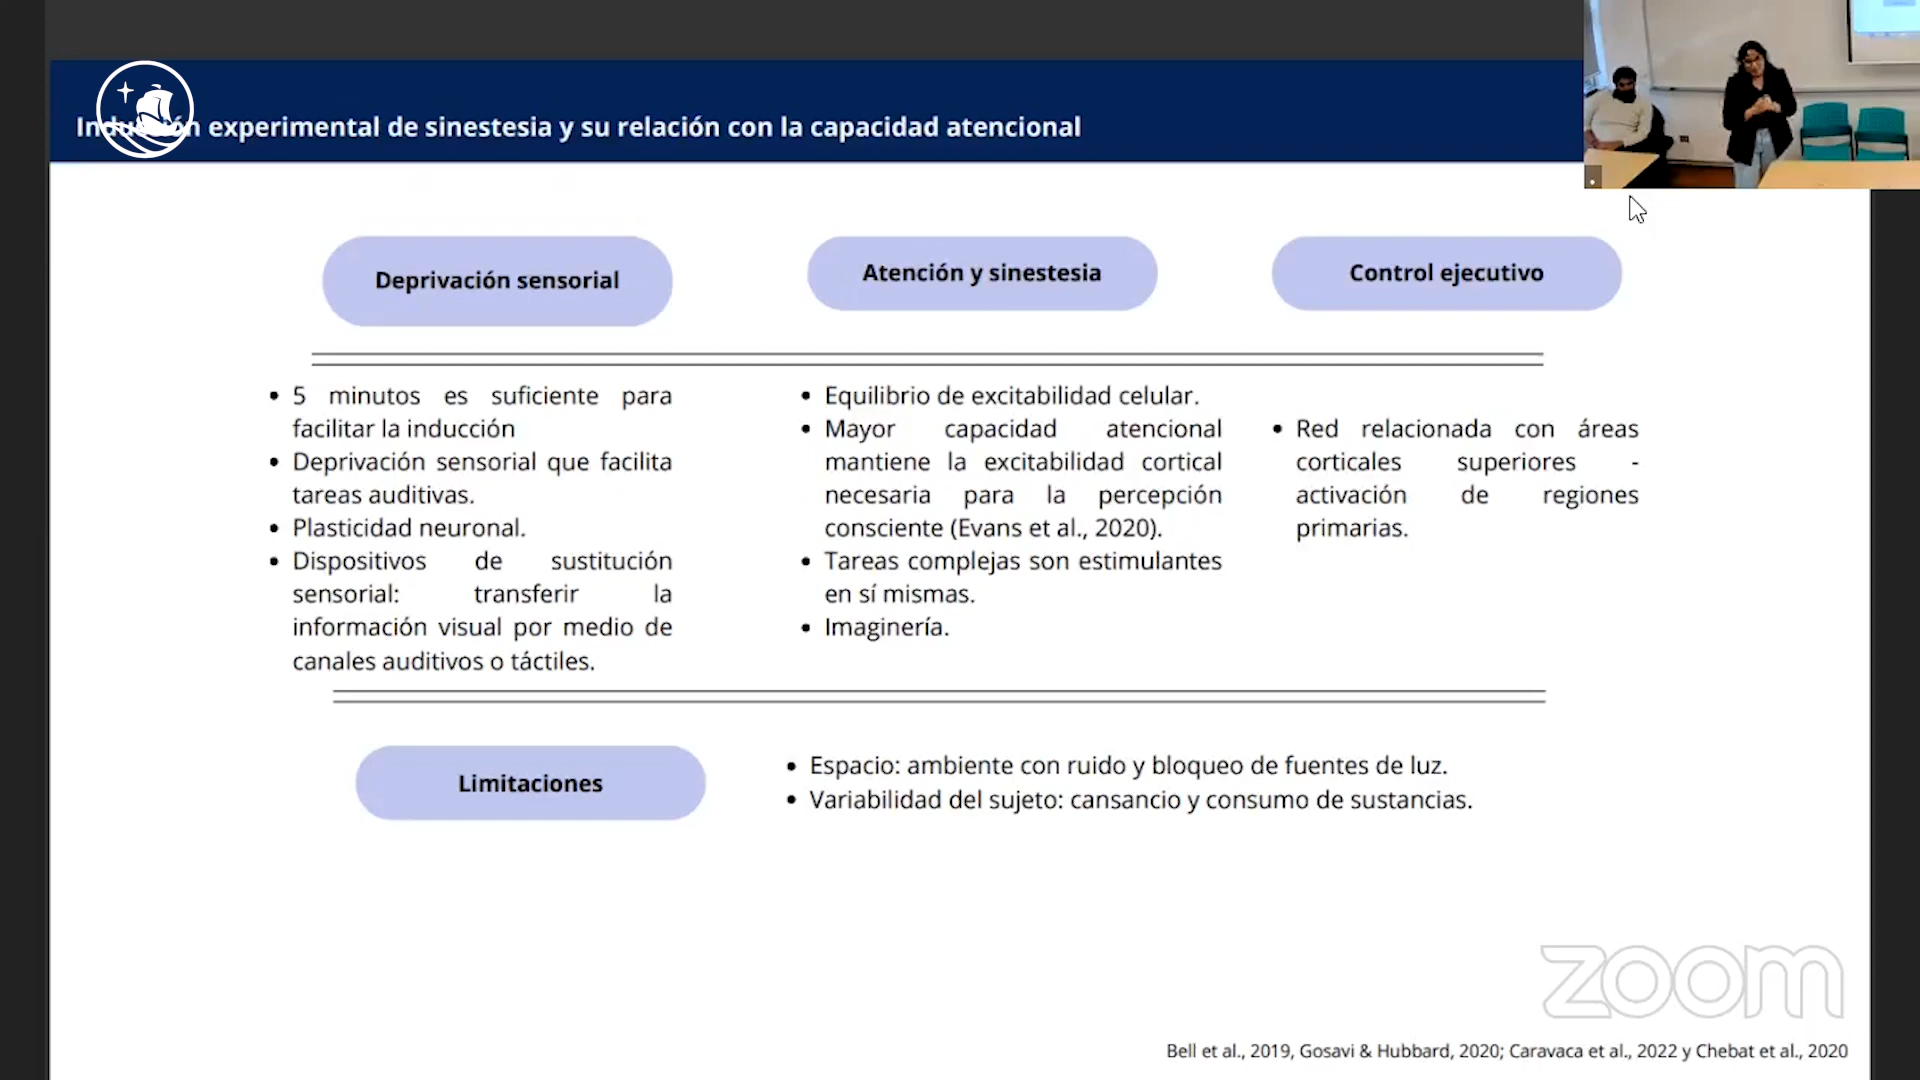 Inducción experimental de sinestesia y su relación con la capacidad atencional
Deprivación sensorial
Atención y sinestesia
Control ejecutivo
• 5 minutos es suficiente para
facilitar la inducción
• Deprivación sensorial que facilita
tareas auditivas.
• Plasticidad neuronal.
• Dispositivos de sustitución
sensorial: transferir la
información visual por medio de
canales auditivos o táctiles.
• Equilibrio de excitabilidad celular.
• Mayor capacidad atencional
mantiene la excitabilidad cortical
necesaria para la percepción
consciente (Evans et al., 2020).
• Tareas complejas son estimulantes
en sí mismas.
• Imaginería.
• Red relacionada con áreas
corticales superiores -
activación de regiones
primarias.
Limitaciones
• Espacio: ambiente con ruido y bloqueo de fuentes de luz.
• Variabilidad del sujeto: cansancio y consumo de sustancias.
zoom
Bell et al., 2019, Gosavi & Hubbard, 2020; Caravaca et al., 2022 y Chebat et al., 2020